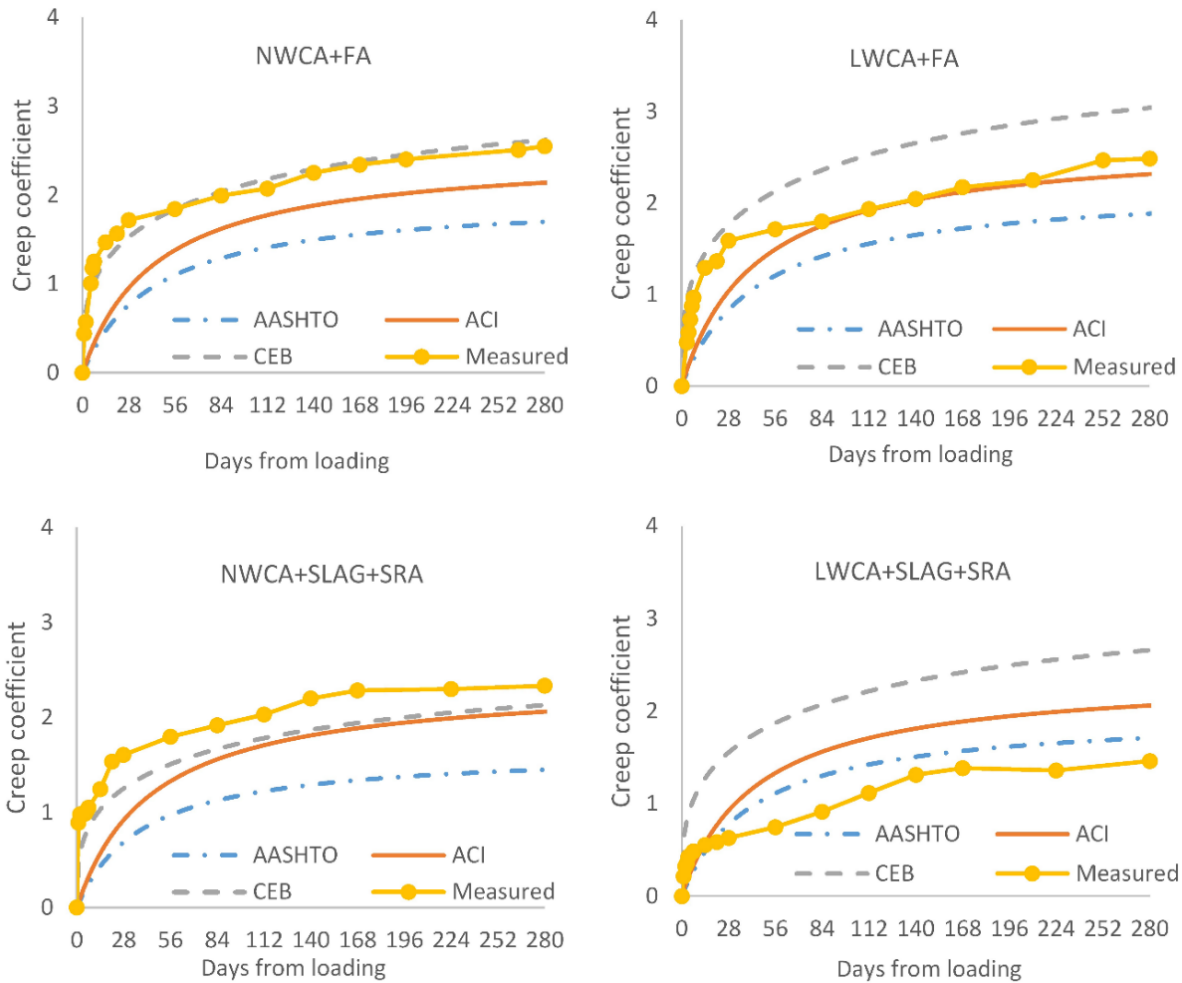 NWCA+FA
Creep coefficient
4
3
2
1
0
AASHTO ACI
CEB Measured
0 28 56 84 112 140 168 196 224 252 280
Days from loading
LWCA+FA
Creep coefficient
4
3
2
1
0
AASHTO ACI
CEB Measured
0 28 56 84 112 140 168 196 224 252 280
Days from loading
NWCA+SLAG+SRA
Creep coefficient
4
3
2
1
0
AASHTO ACI
CEB Measured
0 28 56 84 112 140 168 196 224 252 280
Days from loading
LWCA+SLAG+SRA
Creep coefficient
4
3
2
1
0
AASHTO ACI
CEB Measured
0 28 56 84 112 140 168 196 224 252 280
Days from loading